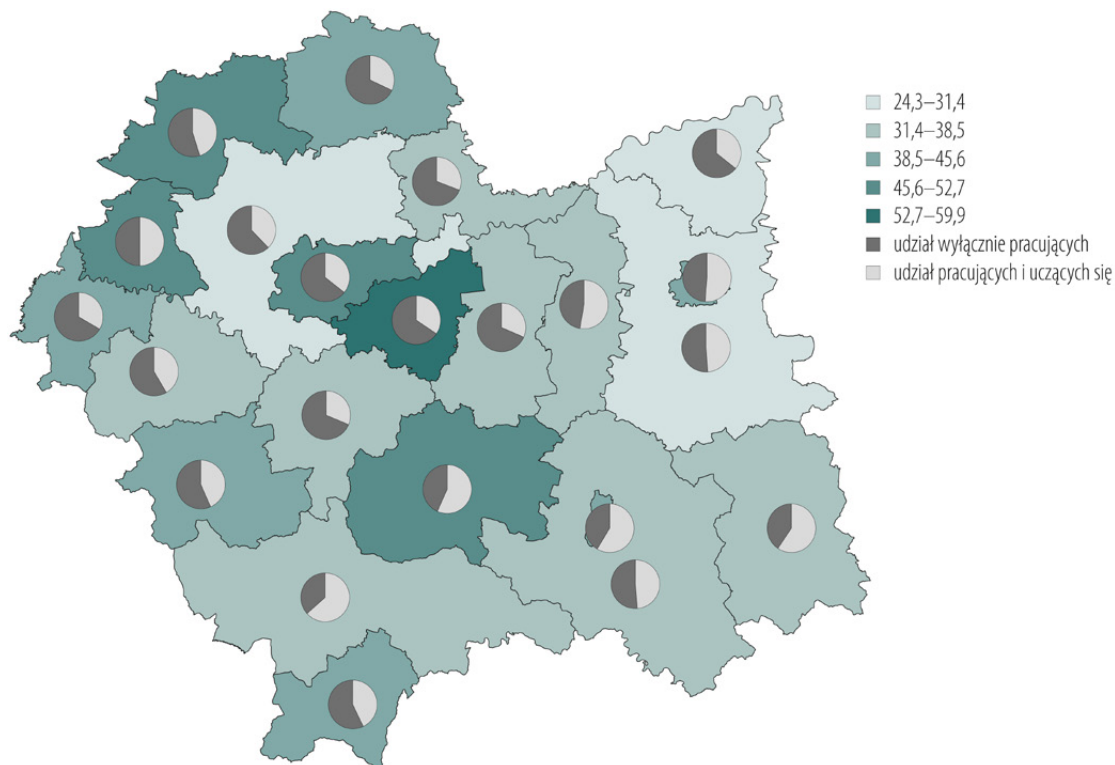 24,3–31,4
31,4–38,5
38,5–45,6
45,6–52,7
52,7–59,9
udział wyłącznie pracujących
udział pracujących i uczących się